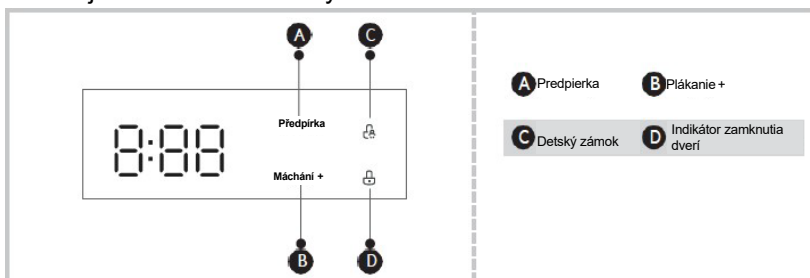 A
C
8:88
Předpírka
Máchání +
B
D
A Predpierka
B Plákanie +
C Detský zámok
D Indikátor zamknutia
dverí